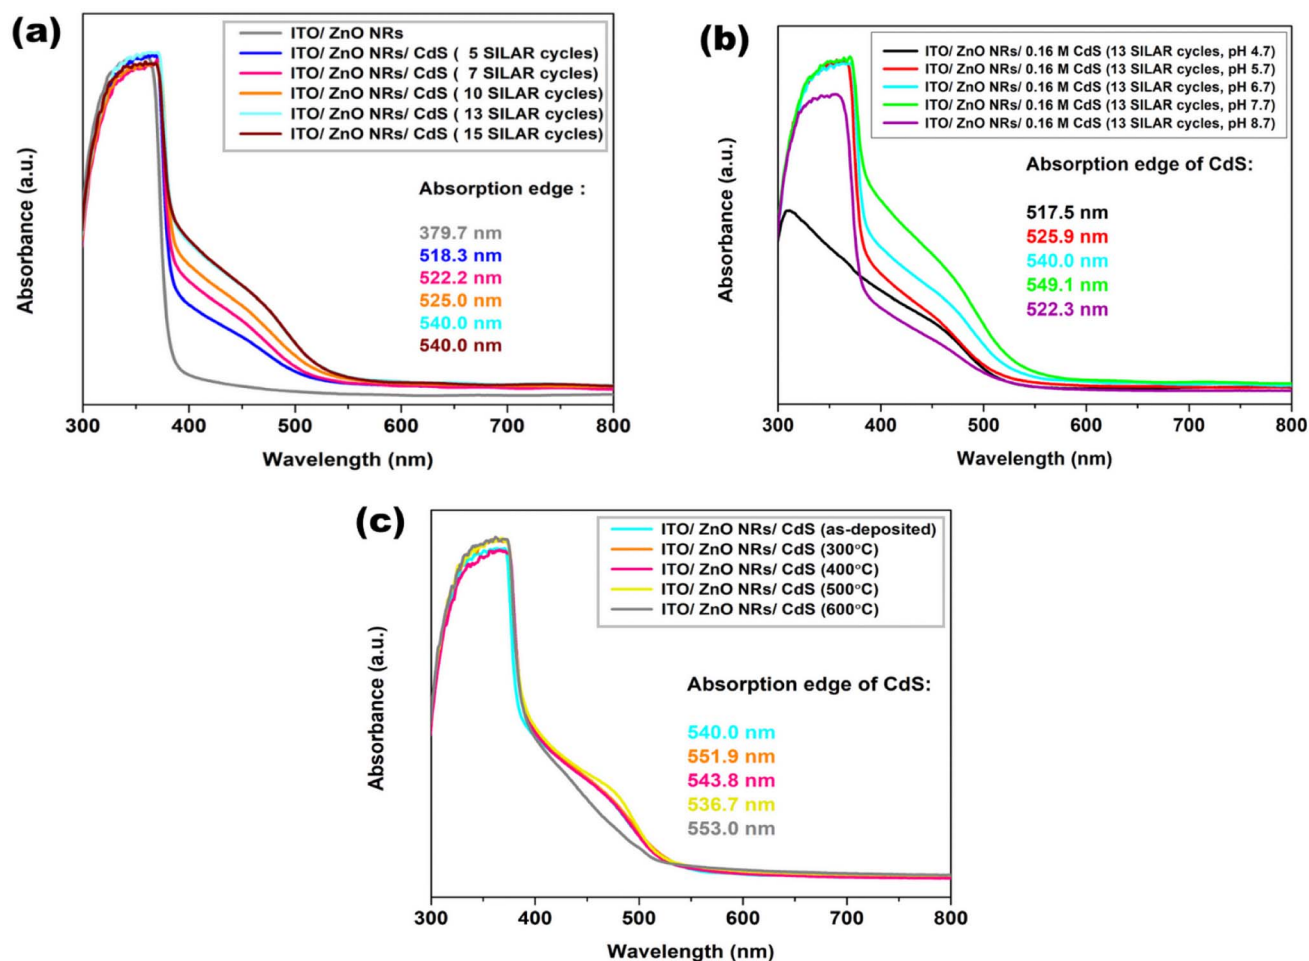 (a)
ITO/ ZnO NRs
ITO/ ZnO NRs/ CdS ( 5 SILAR cycles)
ITO/ ZnO NRs/ CdS ( 7 SILAR cycles)
ITO/ ZnO NRs/ CdS ( 10 SILAR cycles)
ITO/ ZnO NRs/ CdS ( 13 SILAR cycles)
ITO/ ZnO NRs/ CdS ( 15 SILAR cycles)
Absorption edge :
379.7 nm
518.3 nm
522.2 nm
525.0 nm
540.0 nm
540.0 nm
Absorbance (a.u.)
300 400 500 600 700 800
Wavelength (nm)
(b)
ITO/ ZnO NRs/ 0.16 M CdS (13 SILAR cycles, pH 4.7)
ITO/ ZnO NRs/ 0.16 M CdS (13 SILAR cycles, pH 5.7)
ITO/ ZnO NRs/ 0.16 M CdS (13 SILAR cycles, pH 6.7)
ITO/ ZnO NRs/ 0.16 M CdS (13 SILAR cycles, pH 7.7)
ITO/ ZnO NRs/ 0.16 M CdS (13 SILAR cycles, pH 8.7)
Absorption edge of CdS:
517.5 nm
525.9 nm
540.0 nm
549.1 nm
522.3 nm
Absorbance (a.u.)
300 400 500 600 700 800
Wavelength (nm)
(c)
ITO/ ZnO NRs/ CdS (as-deposited)
ITO/ ZnO NRs/ CdS (300°C)
ITO/ ZnO NRs/ CdS (400°C)
ITO/ ZnO NRs/ CdS (500°C)
ITO/ ZnO NRs/ CdS (600°C)
Absorption edge of CdS:
540.0 nm
551.9 nm
543.8 nm
536.7 nm
553.0 nm
Absorbance (a.u.)
300 400 500 600 700 800
Wavelength (nm)